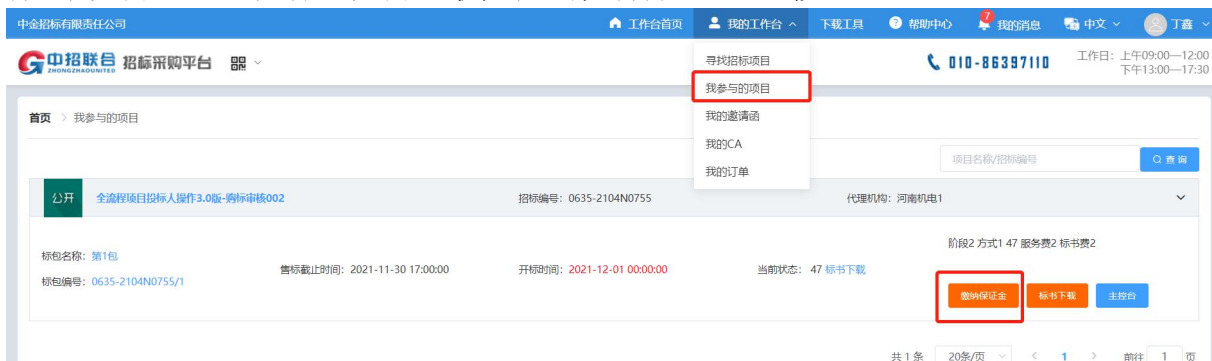 中金招标有限责任公司 工作台首页 我的工作台 下载工具 帮助中心 7 我的消息 中文 丁鑫
中招联合 招标采购平台 010-86397110 工作日：上午09:00—12:00
ZHONGZHAOUNITED 下午13:00—17:30
寻找招标项目
我参与的项目
我的邀请函
我的CA
我的订单
首页 > 我参与的项目
项目名称/招标编号 查 询
公开 全流程项目投标人操作3.0版-购标审核002 招标编号：0635-2104N0755 代理机构：河南机电1
阶段2 方式1 47 服务费2 标书费2
标包名称：第1包
售标截止时间：2021-11-30 17:00:00 开标时间：2021-12-01 00:00:00 当前状态：47 标书下载
标包编号：0635-2104N0755/1
缴纳保证金 标书下载 主控台
共 1 条 20条/页 < 1 > 前往 1 页